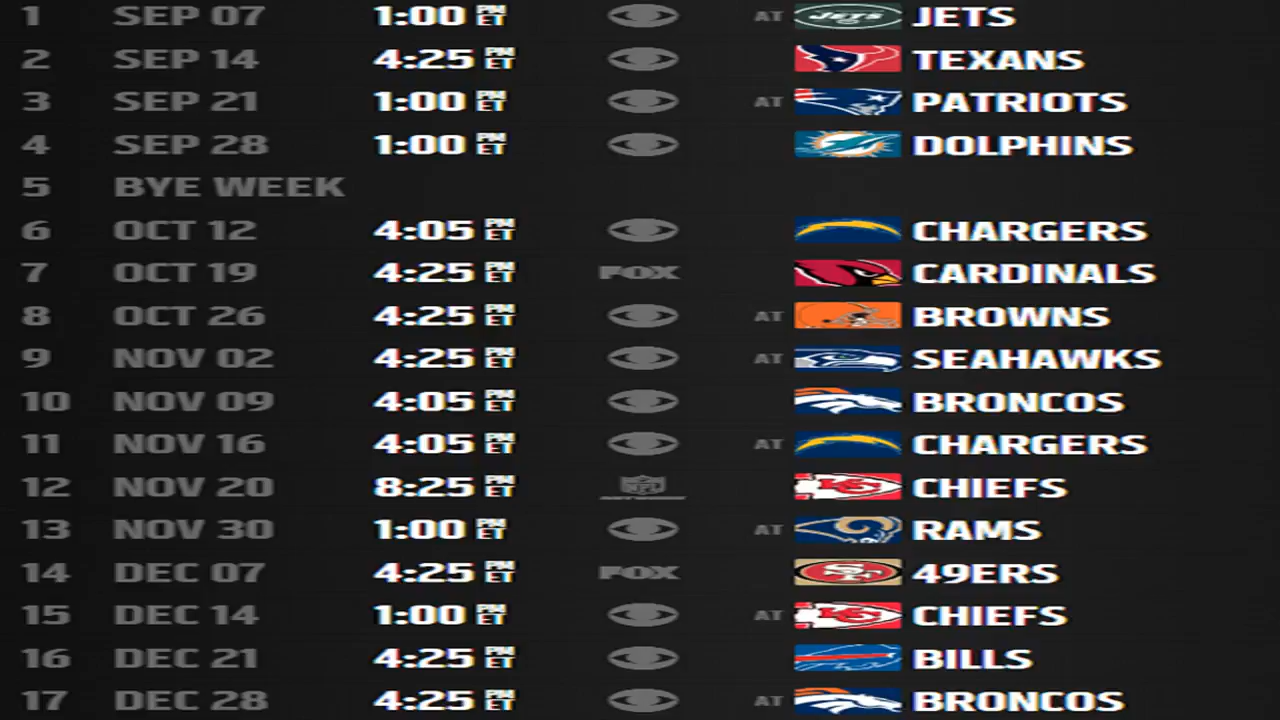 1 SEP 07 1:00 PM ET AT JETS JETS
2 SEP 14 4:25 PM ET TEXANS
3 SEP 21 1:00 PM ET AT PATRIOTS
4 SEP 28 1:00 PM ET DOLPHINS
5 BYE WEEK
6 OCT 12 4:05 PM ET CHARGERS
7 OCT 19 4:25 PM ET FOX CARDINALS
8 OCT 26 4:25 PM ET AT BROWNS
9 NOV 02 4:25 PM ET AT SEAHAWKS
10 NOV 09 4:05 PM ET BRONCOS
11 NOV 16 4:05 PM ET AT CHARGERS
12 NOV 20 8:25 PM ET NFL KC CHIEFS
13 NOV 30 1:00 PM ET AT RAMS
14 DEC 07 4:25 PM ET FOX SF 49ERS
15 DEC 14 1:00 PM ET AT KC CHIEFS
16 DEC 21 4:25 PM ET BILLS
17 DEC 28 4:25 PM ET AT BRONCOS